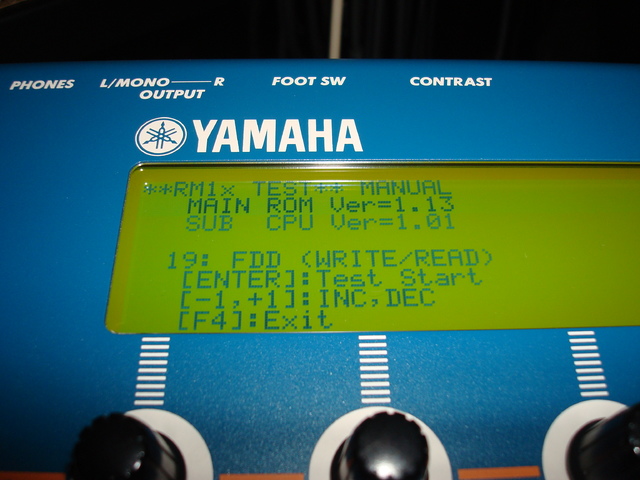 PHONES L/MONO R FOOT SW CONTRAST
OUTPUT
YAMAHA
**RM1x TEST** MANUAL
MAIN ROM Ver=1.13
SUB CPU Ver=1.01
19: FDD (WRITE/READ)
[ENTER]:Test Start
[-1,+1]:INC,DEC
[F4]:Exit